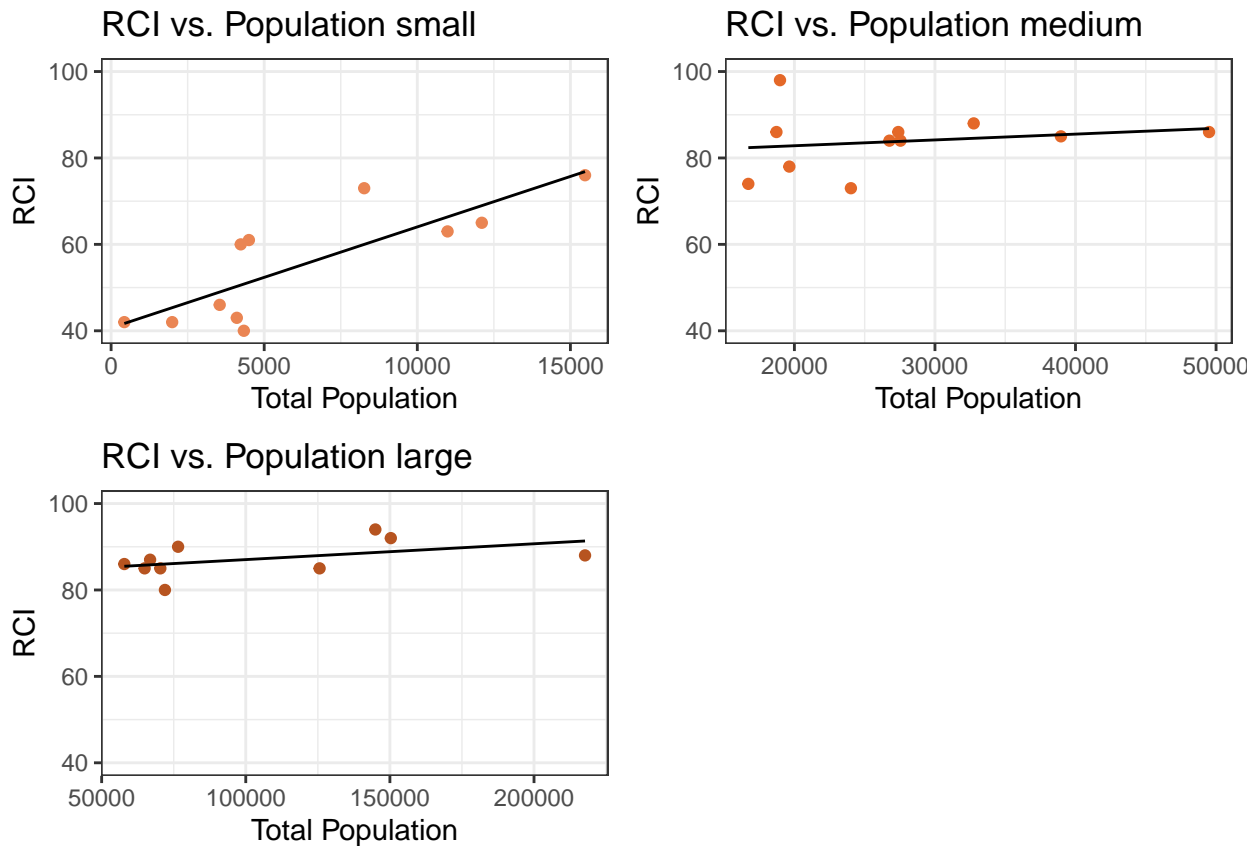 RCI vs. Population small
100
80
60
40
RCI
0 5000 10000 15000
Total Population
RCI vs. Population medium
100
80
60
40
RCI
20000 30000 40000 50000
Total Population
RCI vs. Population large
100
80
60
40
RCI
50000 100000 150000 200000
Total Population